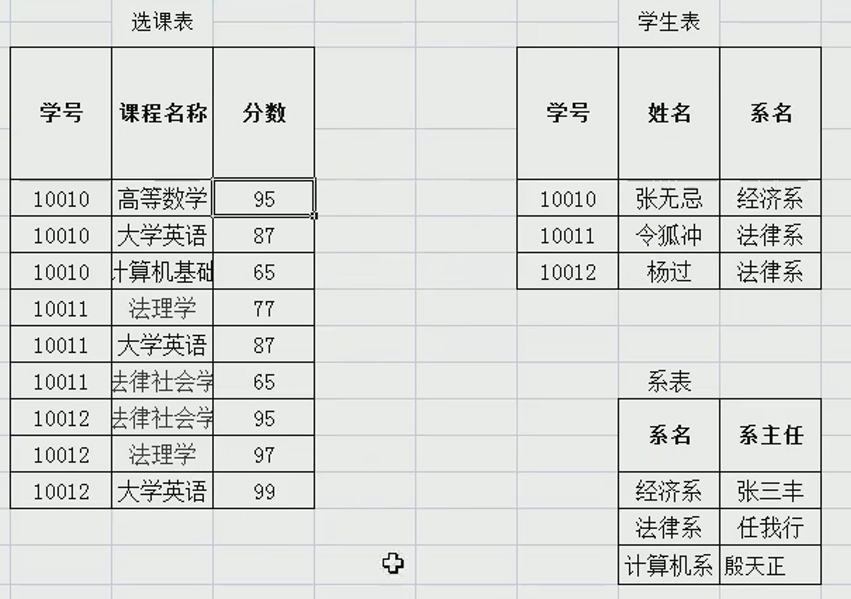 选课表
学号 课程名称 分数
10010 高等数学 95
10010 大学英语 87
10010 计算机基础 65
10011 法理学 77
10011 大学英语 87
10011 法律社会学 65
10012 法律社会学 95
10012 法理学 97
10012 大学英语 99
学生表
学号 姓名 系名
10010 张无忌 经济系
10011 令狐冲 法律系
10012 杨过 法律系
系表
系名 系主任
经济系 张三丰
法律系 任我行
计算机系 殷天正